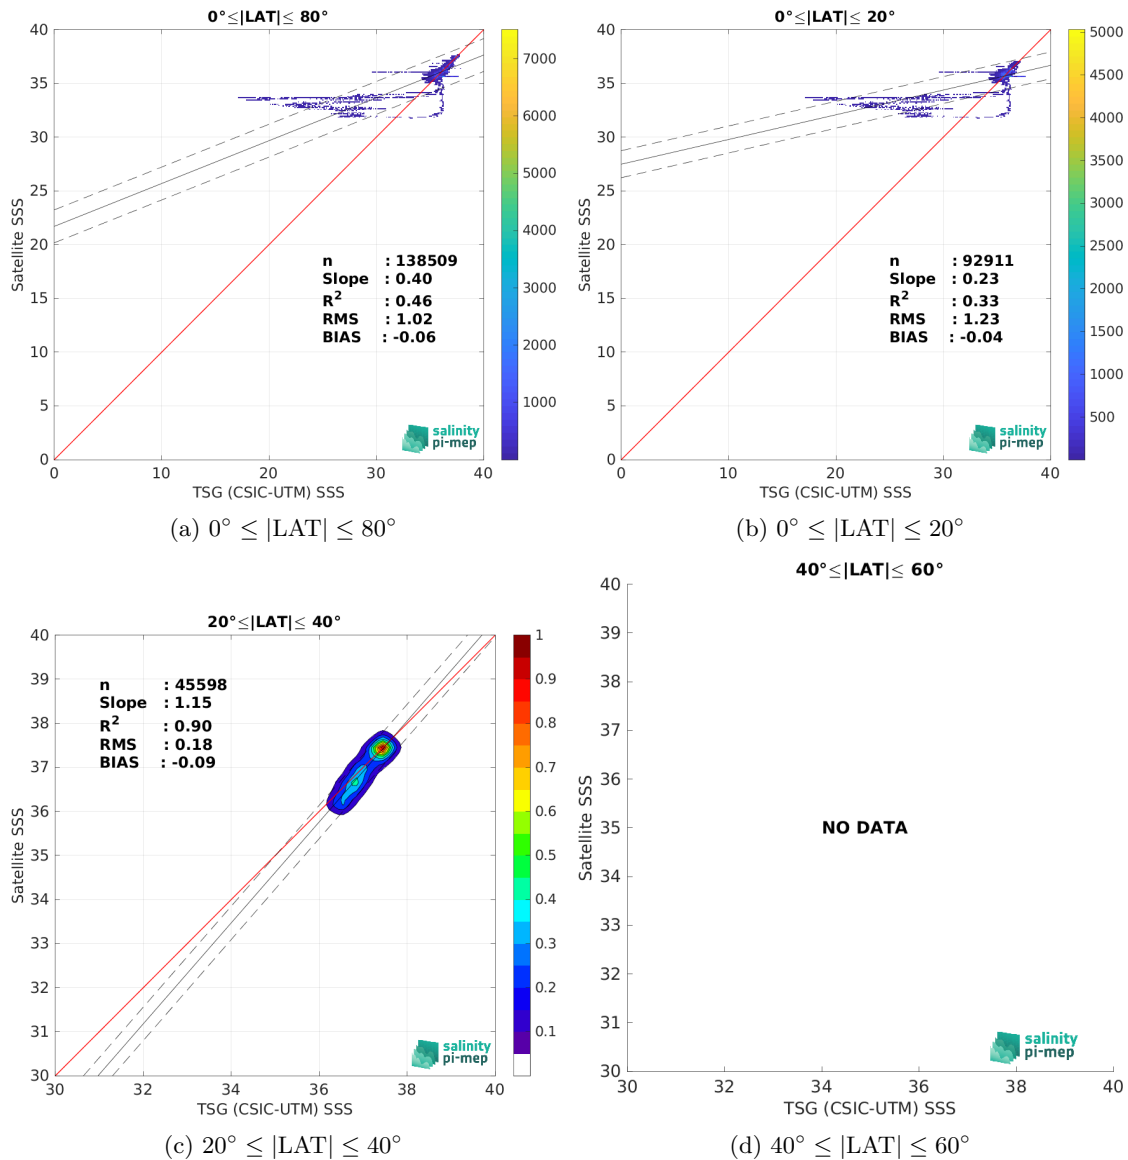 0°≤|LAT|≤ 80°
40
35
30
25
20
15
10
5
0
Satellite SSS
n : 138509
Slope : 0.40
R² : 0.46
RMS : 1.02
BIAS : -0.06
salinity
pi-mep
0 10 20 30 40
TSG (CSIC-UTM) SSS
7000
6000
5000
4000
3000
2000
1000
(a) 0° ≤ |LAT| ≤ 80°
0°≤|LAT|≤ 20°
40
35
30
25
20
15
10
5
0
Satellite SSS
n : 92911
Slope : 0.23
R² : 0.33
RMS : 1.23
BIAS : -0.04
salinity
pi-mep
0 10 20 30 40
TSG (CSIC-UTM) SSS
5000
4500
4000
3500
3000
2500
2000
1500
1000
500
(b) 0° ≤ |LAT| ≤ 20°
20°≤|LAT|≤ 40°
40
39
38
37
36
35
34
33
32
31
30
Satellite SSS
n : 45598
Slope : 1.15
R² : 0.90
RMS : 0.18
BIAS : -0.09
salinity
pi-mep
30 32 34 36 38 40
TSG (CSIC-UTM) SSS
1
0.9
0.8
0.7
0.6
0.5
0.4
0.3
0.2
0.1
(c) 20° ≤ |LAT| ≤ 40°
40°≤|LAT|≤ 60°
40
39
38
37
36
35
34
33
32
31
30
Satellite SSS
NO DATA
salinity
pi-mep
30 32 34 36 38 40
TSG (CSIC-UTM) SSS
(d) 40° ≤ |LAT| ≤ 60°